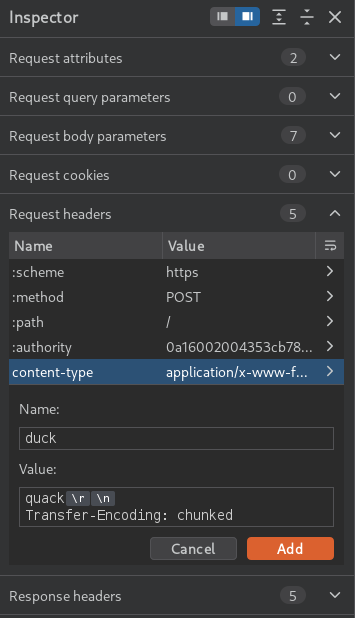 Inspector
Request attributes 2
Request query parameters 0
Request body parameters 7
Request cookies 0
Request headers 5
Name Value
:scheme https
:method POST
:path /
:authority 0a16002004353cb78...
content-type application/x-www-f...
Name:
duck
Value:
quack\r\n
Transfer-Encoding: chunked
Cancel Add
Response headers 5